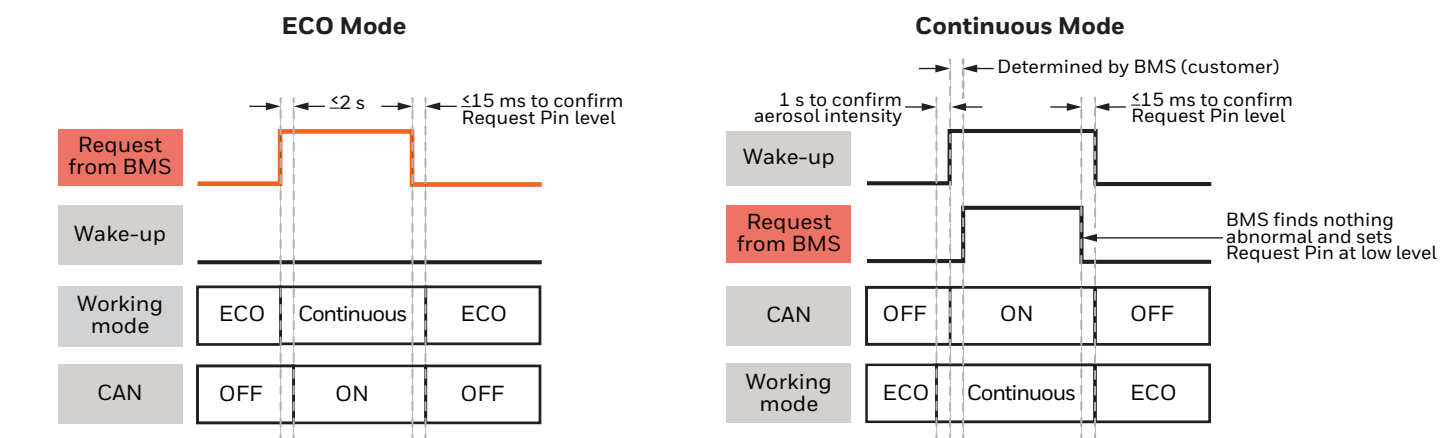 ECO Mode
≤2 s
≤15 ms to confirm
Request Pin level
Request
from BMS
Wake-up
Working
mode
ECO
Continuous
ECO
CAN
OFF
ON
OFF
Continuous Mode
Determined by BMS (customer)
1 s to confirm
aerosol intensity
≤15 ms to confirm
Request Pin level
Wake-up
Request
from BMS
BMS finds nothing
abnormal and sets
Request Pin at low level
CAN
OFF
ON
OFF
Working
mode
ECO
Continuous
ECO